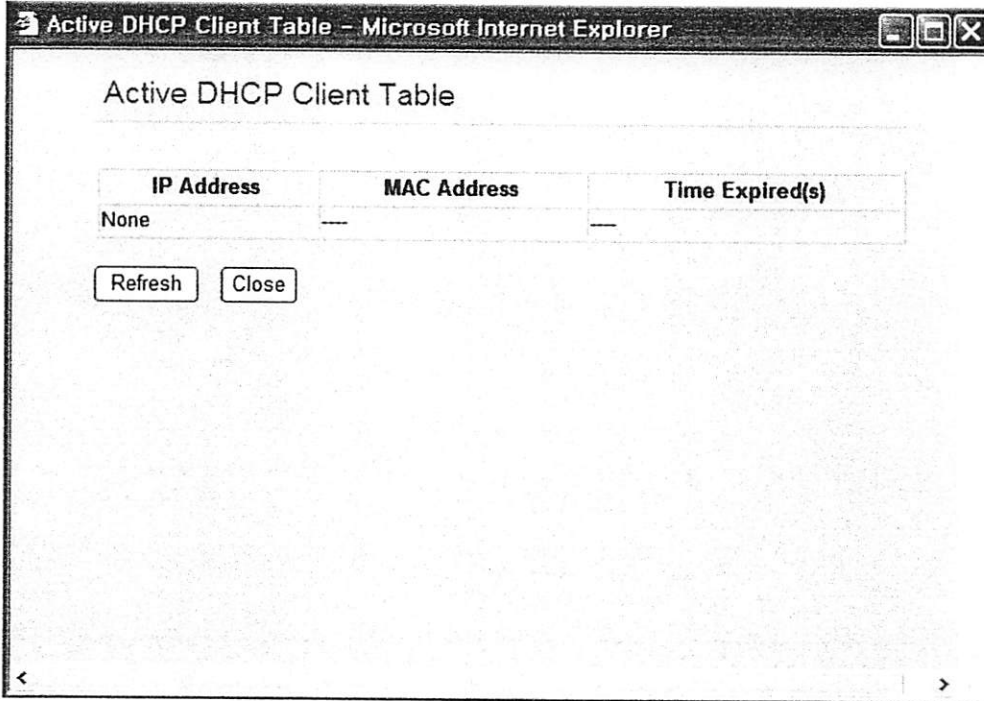 Active DHCP Client Table - Microsoft Internet Explorer
Active DHCP Client Table
IP Address MAC Address Time Expired(s)
None ---- ----
Refresh Close